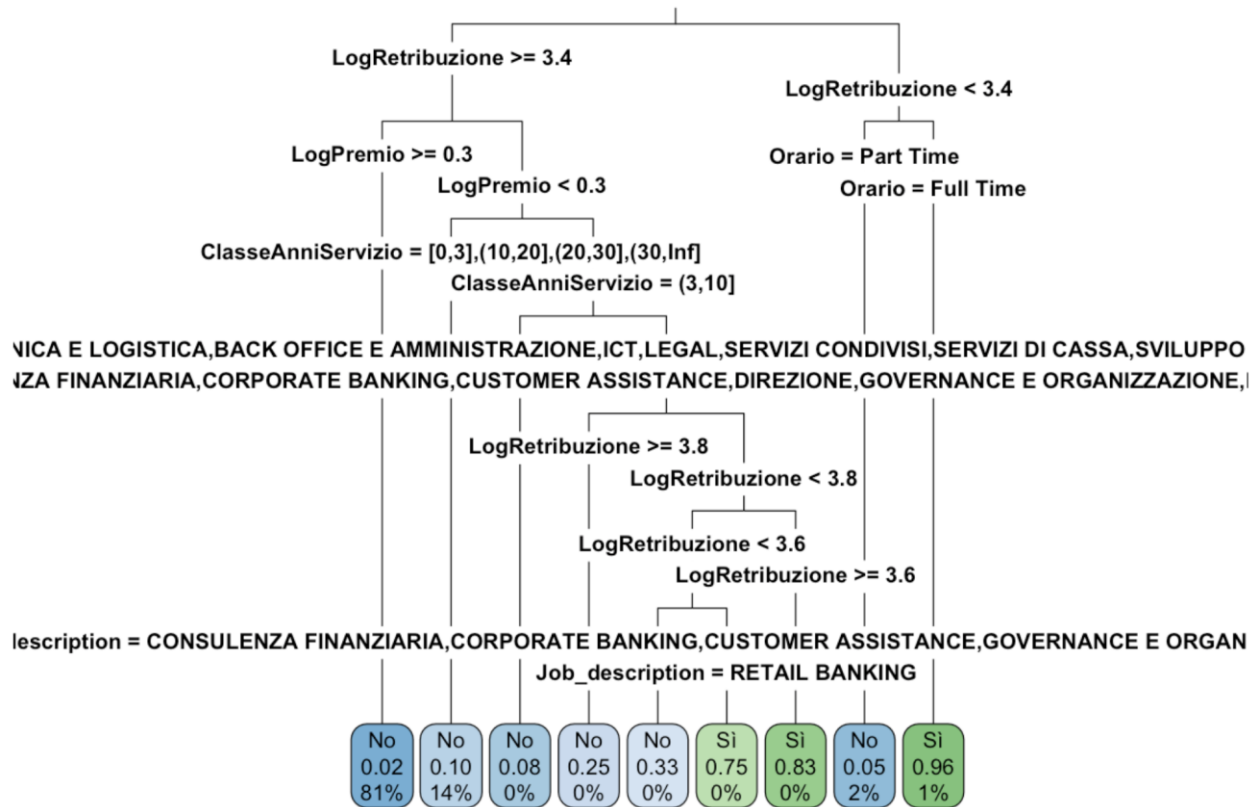 LogRetribuzione >= 3.4
LogRetribuzione < 3.4
LogPremio >= 0.3
Orario = Part Time
LogPremio < 0.3
Orario = Full Time
ClasseAnniServizio = [0,3],(10,20],(20,30],(30,Inf]
ClasseAnniServizio = (3,10]
NICA E LOGISTICA,BACK OFFICE E AMMINISTRAZIONE,ICT,LEGAL,SERVIZI CONDIVISI,SERVIZI DI CASSA,SVILUPPO
NZA FINANZIARIA,CORPORATE BANKING,CUSTOMER ASSISTANCE,DIREZIONE,GOVERNANCE E ORGANIZZAZIONE,
LogRetribuzione >= 3.8
LogRetribuzione < 3.8
LogRetribuzione < 3.6
LogRetribuzione >= 3.6
description = CONSULENZA FINANZIARIA,CORPORATE BANKING,CUSTOMER ASSISTANCE,GOVERNANCE E ORGAN
Job_description = RETAIL BANKING
No No No No No Sì Sì No Sì
0.02 0.10 0.08 0.25 0.33 0.75 0.83 0.05 0.96
81% 14% 0% 0% 0% 0% 0% 2% 1%